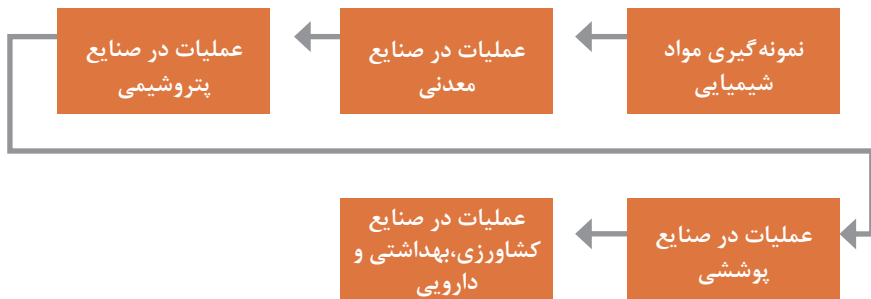 نمونه‌گیری مواد
شیمیایی
عملیات در صنایع
معدنی
عملیات در صنایع
پتروشیمی
عملیات در صنایع
پوششی
عملیات در صنایع
کشاورزی،بهداشتی و
دارویی